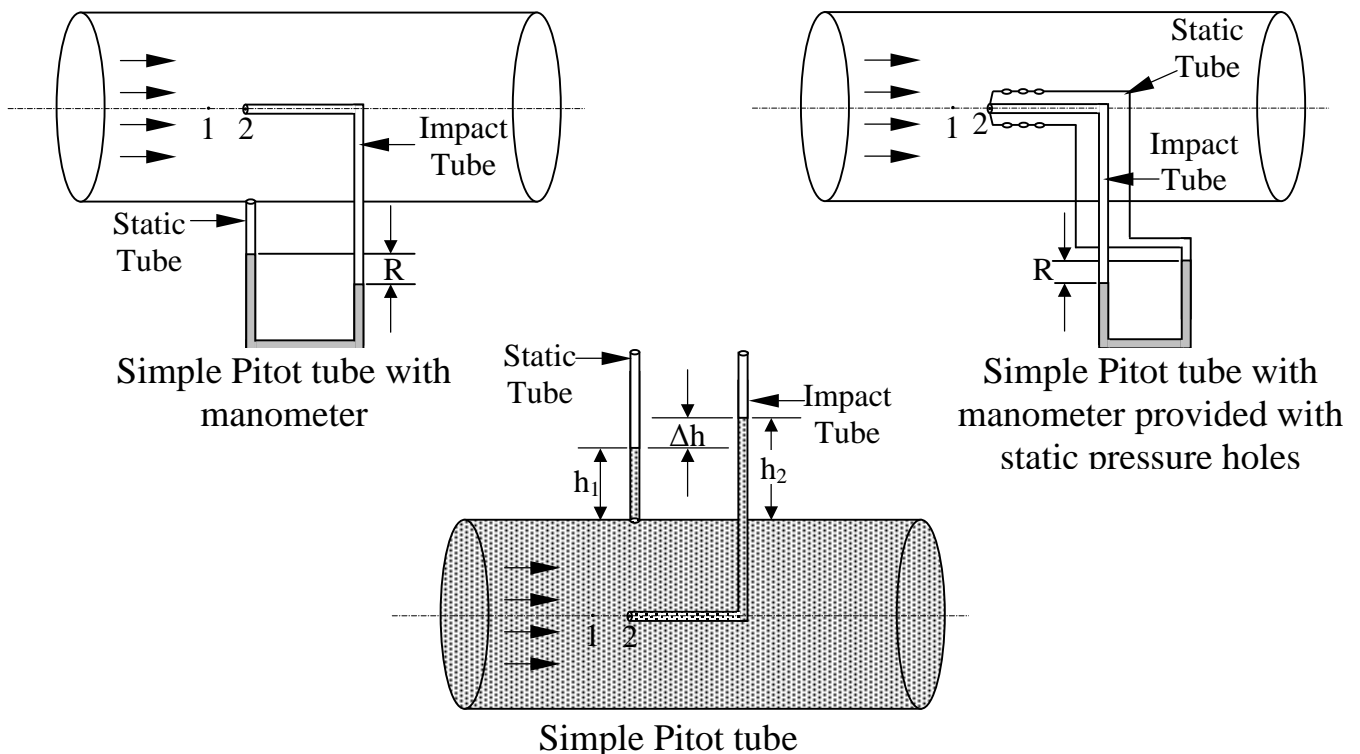 1 2
Impact
Tube
Static
Tube
R
Simple Pitot tube with
manometer
Static
Tube
1 2
Impact
Tube
R
Simple Pitot tube with
manometer provided with
static pressure holes
Static
Tube
Impact
Tube
Δh
h₁
h₂
1 2
Simple Pitot tube